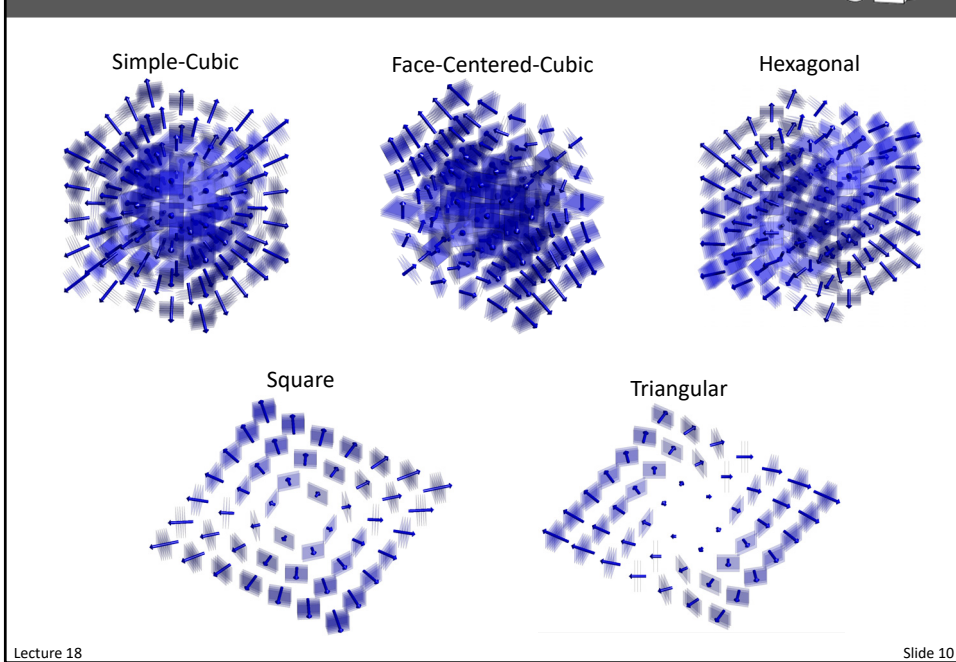 Simple-Cubic
Face-Centered-Cubic
Hexagonal
Square
Triangular
Lecture 18
Slide 10